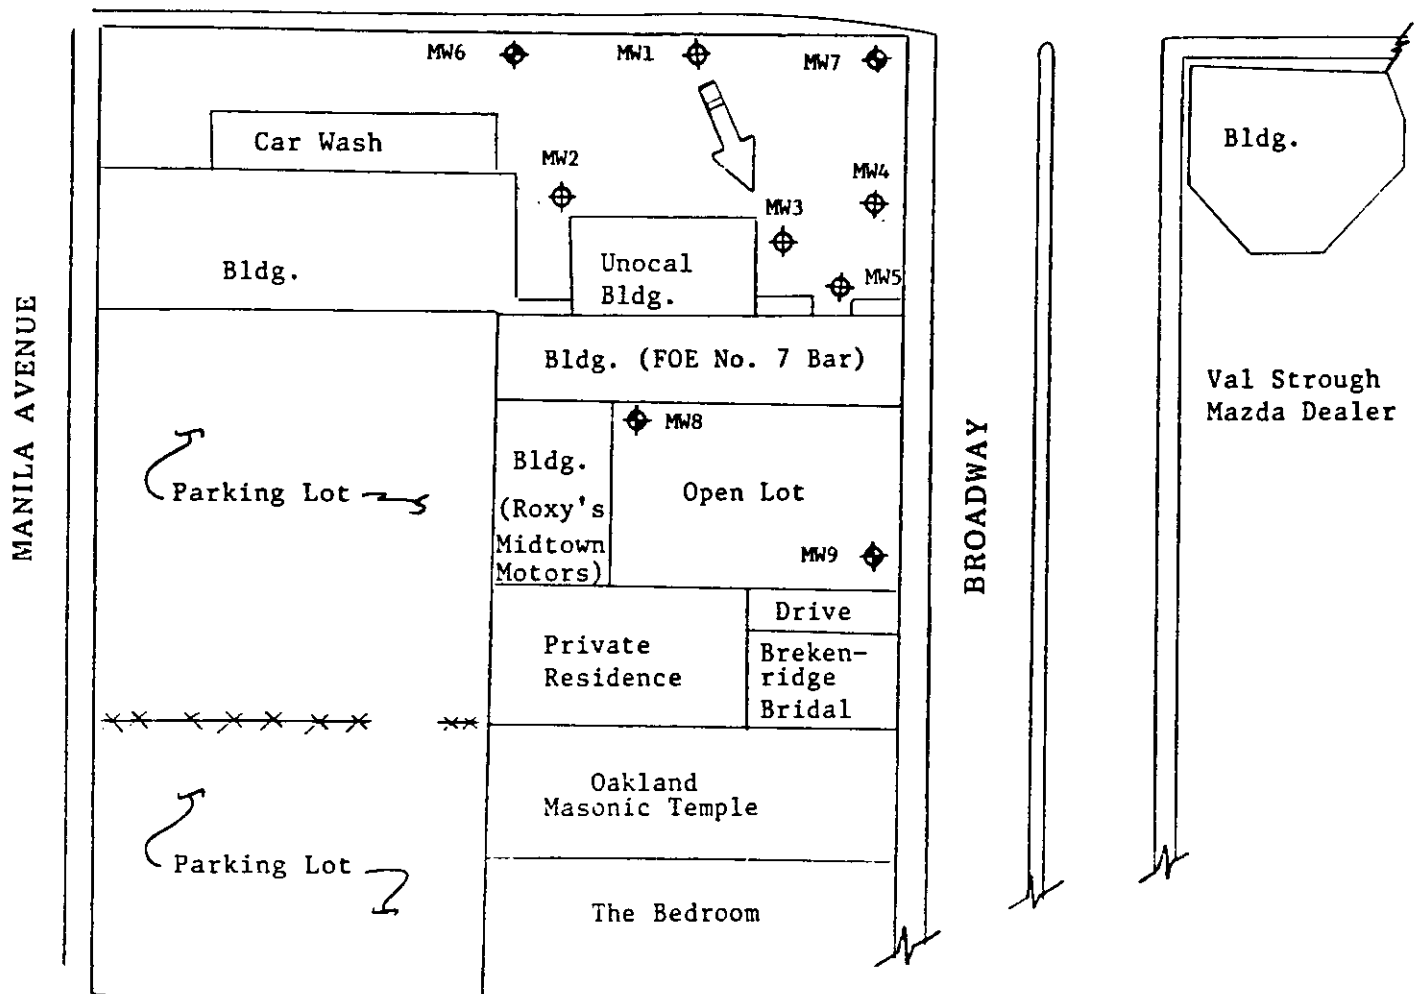 MW6
MW1
MW7
Car Wash
MW2
MW4
MW3
Bldg.
Bldg.
Unocal
Bldg.
MW5
MANILA AVENUE
Bldg. (FOE No. 7 Bar)
Val Strough
Mazda Dealer
MW8
BROADWAY
Bldg.
(Roxy's
Midtown
Motors)
Open Lot
Parking Lot
MW9
Drive
Private
Residence
Breken-
ridge
Bridal
Oakland
Masonic Temple
Parking Lot
The Bedroom